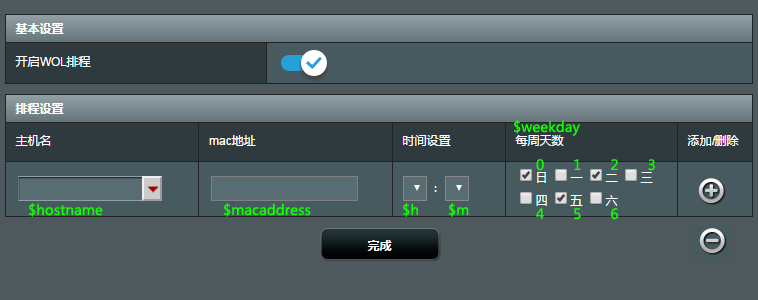 基本设置
开启WOL排程
排程设置
主机名 mac地址 时间设置 $weekday 每周天数 添加/删除
0 1 2 3
日 一 二 三
$hostname $macaddress $h : $m
四 五 六
4 5 6
完成